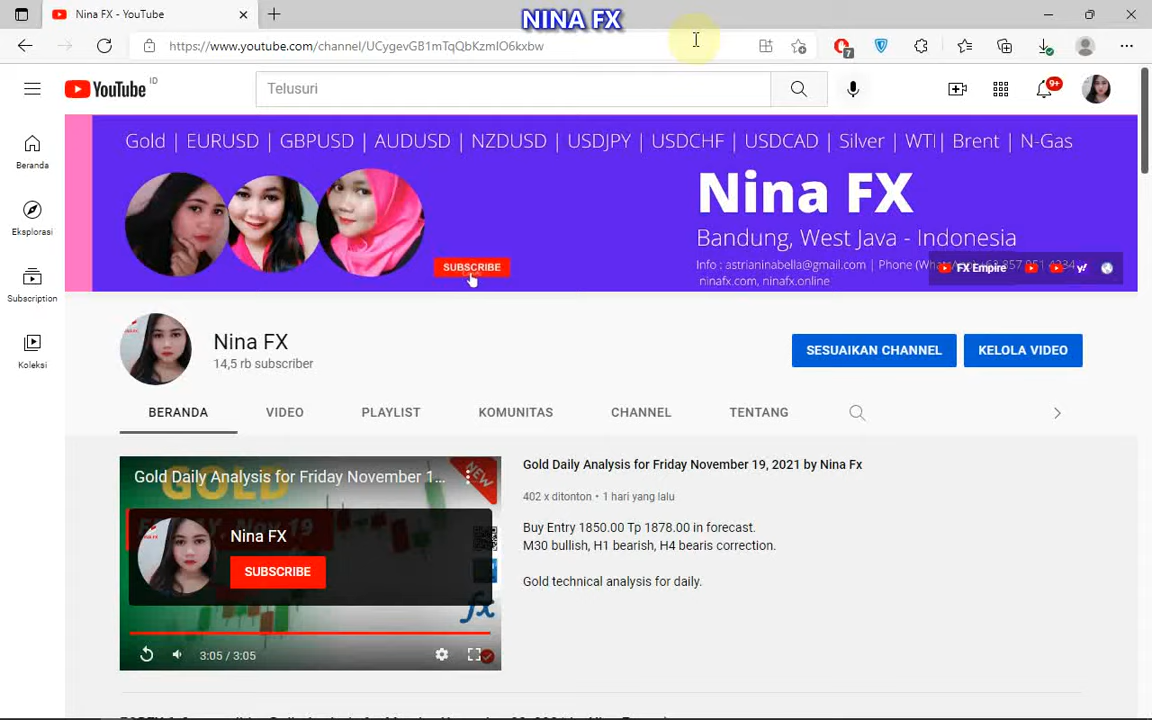 NINA FX
Nina FX - YouTube
https://www.youtube.com/channel/UCygevGB1mTqQbKzmIO6kxbw
7
YouTube ID
Telusuri
9+
Beranda
Eksplorasi
Subscription
Koleksi
Gold | EURUSD | GBPUSD | AUDUSD | NZDUSD | USDJPY | USDCHF | USDCAD | Silver | WTI| Brent | N-Gas
Nina FX
Bandung, West Java - Indonesia
SUBSCRIBE
Info : astrianinabella@gmail.com | Phone
ninafx.com, ninafx.online
FX Empire
Nina FX
14,5 rb subscriber
SESUAIKAN CHANNEL
KELOLA VIDEO
BERANDA VIDEO PLAYLIST KOMUNITAS CHANNEL TENTANG
Gold Daily Analysis for Friday November 1...
NEW
Nina FX
SUBSCRIBE
fx
3:05 / 3:05
Gold Daily Analysis for Friday November 19, 2021 by Nina Fx
402 x ditonton • 1 hari yang lalu
Buy Entry 1850.00 Tp 1878.00 in forecast.
M30 bullish, H1 bearish, H4 bearis correction.
Gold technical analysis for daily.